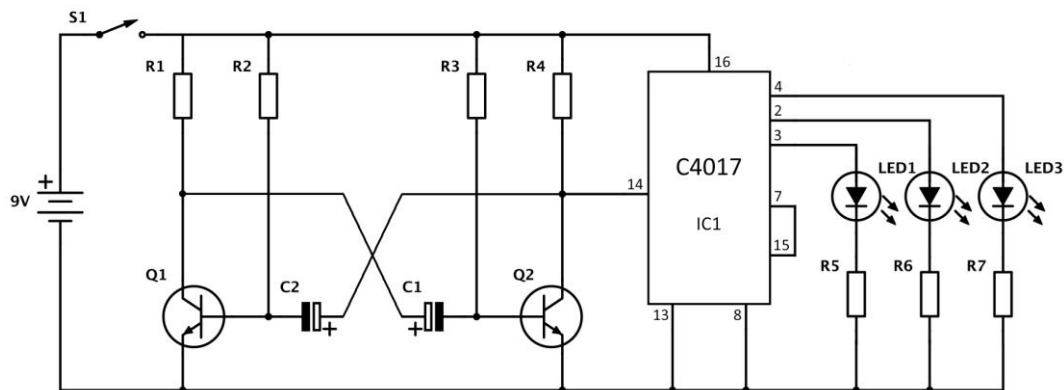 S1
R1
R2
R3
R4
16
4
2
3
C4017
LED1
LED2
LED3
14
+
9V
7
IC1
15
Q1
C2
C1
Q2
R5
R6
R7
+
+
13
8